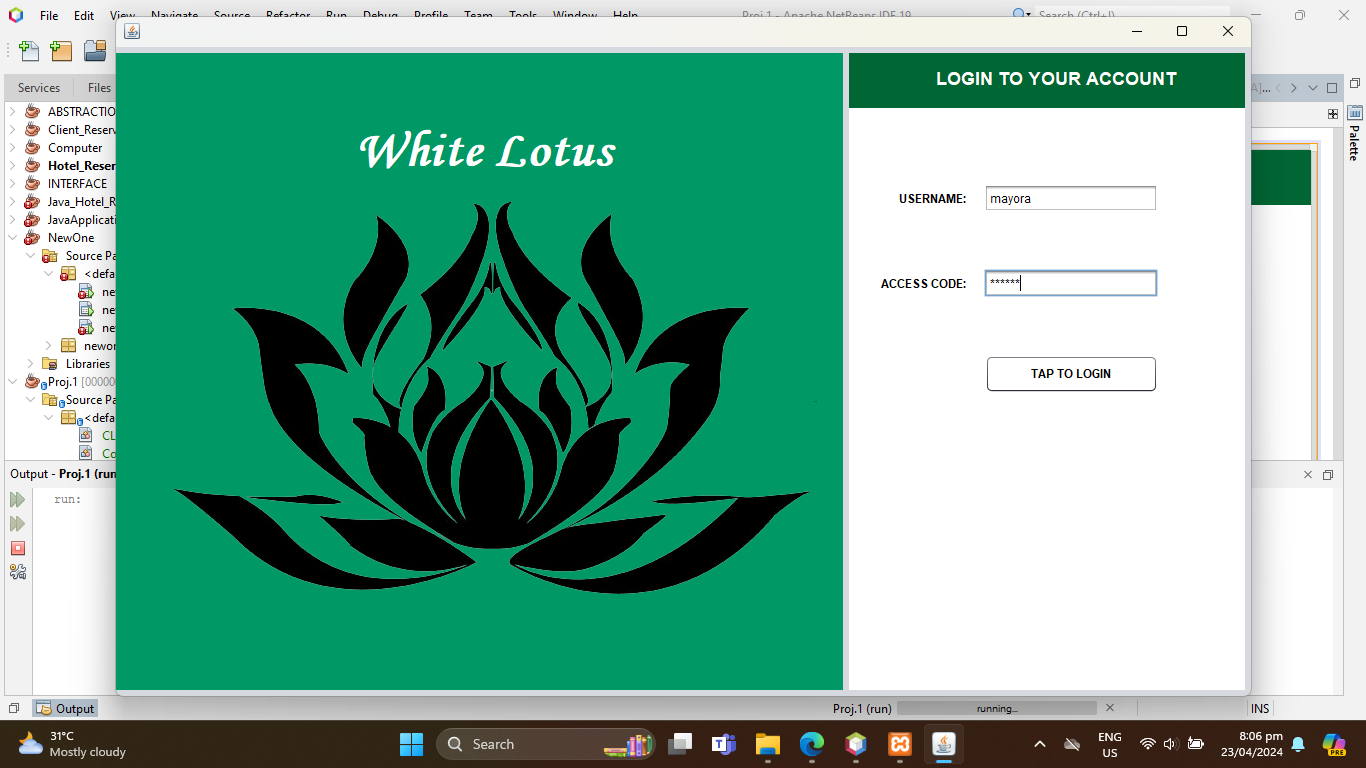 File Edit View Navigate Source Refactor Run Debug Profile Team Tools Window Help
Proj.1 - Apache NetBeans IDE 19
Search (Ctrl+I)
Services Files
ABSTRACTIO
Client_Reserv
Computer
Hotel_Reser
INTERFACE
Java_Hotel_R
JavaApplicati
NewOne
Source Pa
<defa
ne
ne
ne
newor
Libraries
Proj.1 [00000
Source Pa
<defa
CL
Co
White Lotus
LOGIN TO YOUR ACCOUNT
USERNAME: mayora
ACCESS CODE: ******
TAP TO LOGIN
Palette
Output - Proj.1 (run
run:
Output
Proj.1 (run)
running...
INS
31°C
Mostly cloudy
Search
ENG
US
8:06 pm
23/04/2024
PRE